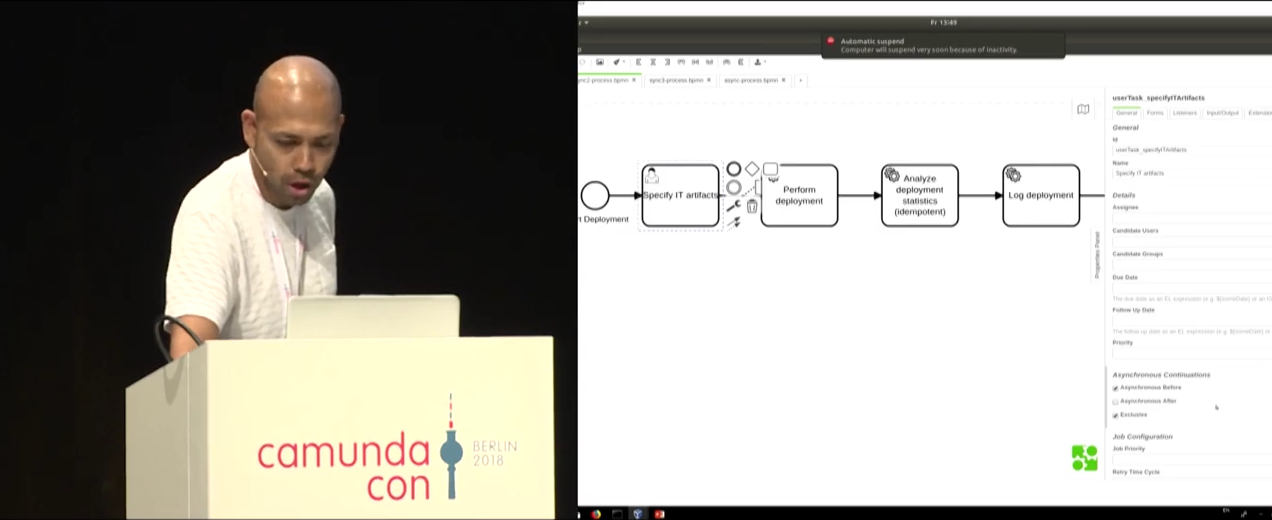 camunda
con
BERLIN
2018
Fr 13:49
Automatic suspend
Computer will suspend very soon because of inactivity.
sync3-process.bpmn
async-process.bpmn
Specify IT artifacts
Perform
deployment
Analyze
deployment
statistics
(idempotent)
Log deployment
t Deployment
Properties Panel
userTask_specifyITArtifacts
General Forms Listeners Input/Output Extension
General
Id
userTask_specifyITArtifacts
Name
Specify IT artifacts
Details
Assignee
Candidate Users
Candidate Groups
Due Date
The due date as an EL expression (e.g. ${someDate} or an IS
Follow Up Date
The follow up date as an EL expression (e.g. ${someDate} or
Priority
Asynchronous Continuations
Asynchronous Before
Asynchronous After
Exclusive
Job Configuration
Job Priority
Retry Time Cycle
EN